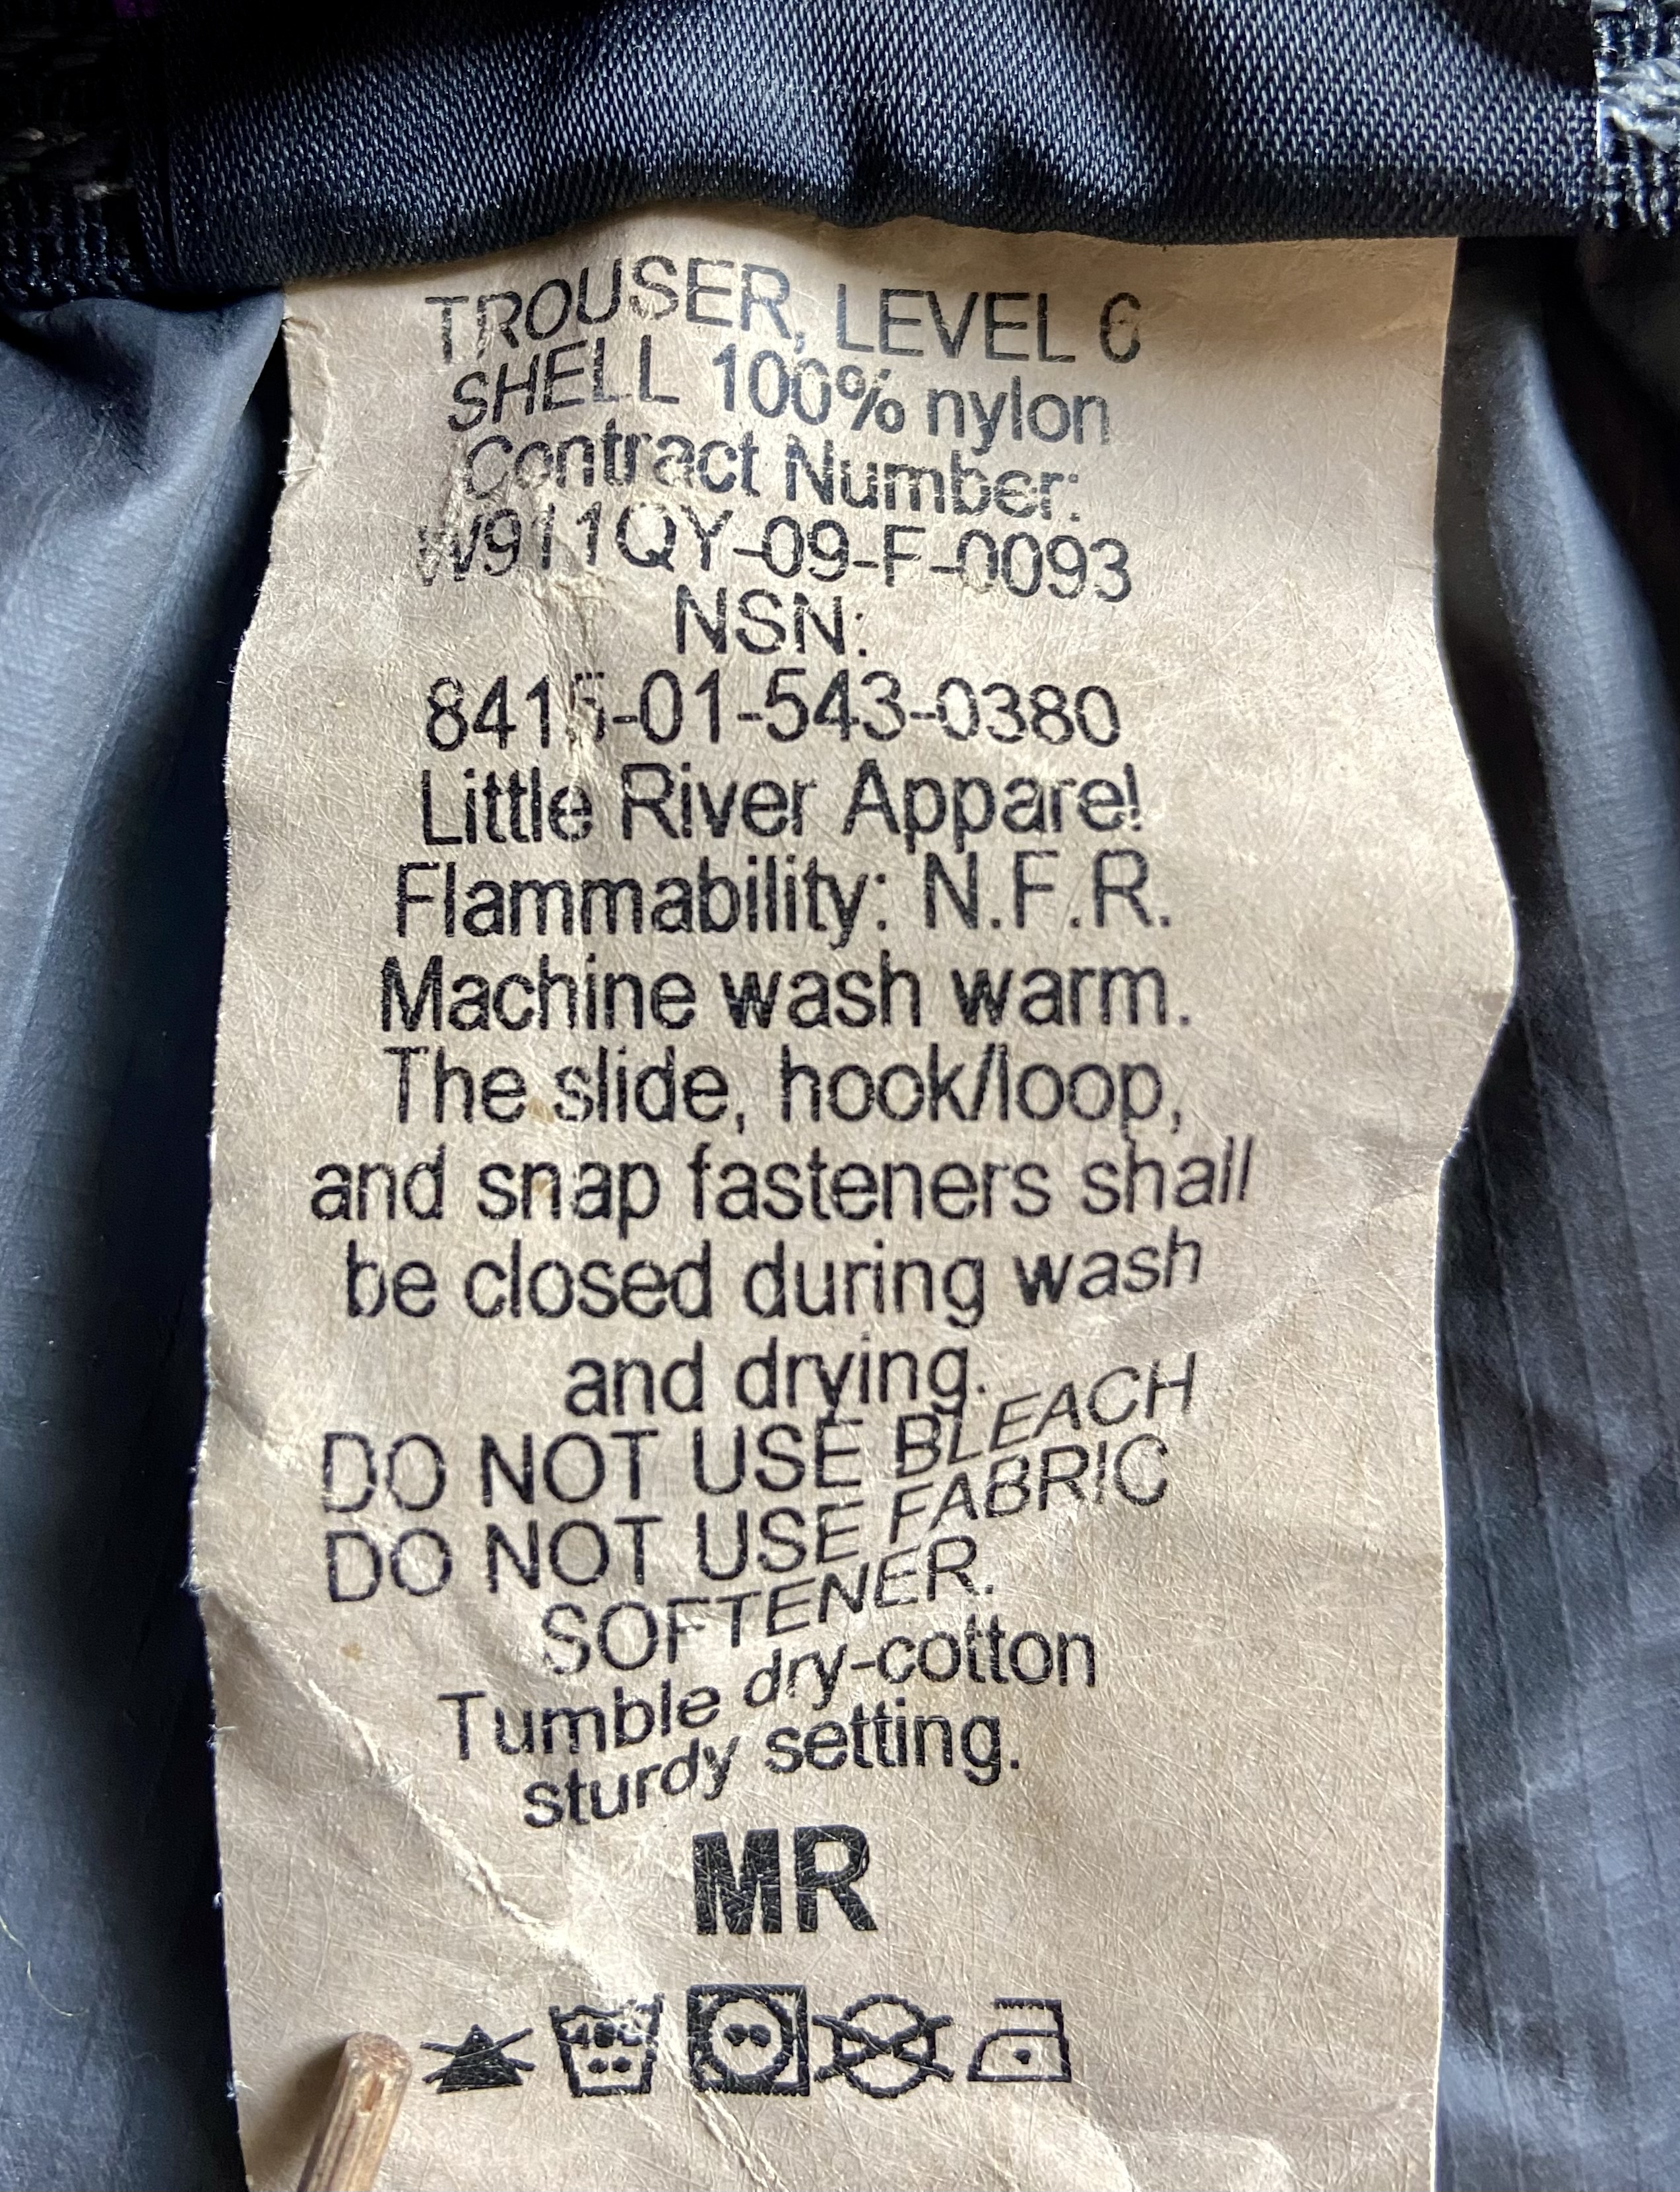 TROUSER, LEVEL 6
SHELL 100% nylon
Contract Number:
W911QY-09-F-0093
NSN:
8415-01-543-0380
Little River Apparel
Flammability: N.F.R.
Machine wash warm.
The slide, hook/loop,
and snap fasteners shall
be closed during wash
and drying.
DO NOT USE BLEACH
DO NOT USE FABRIC
SOFTENER.
Tumble dry-cotton
sturdy setting.
MR